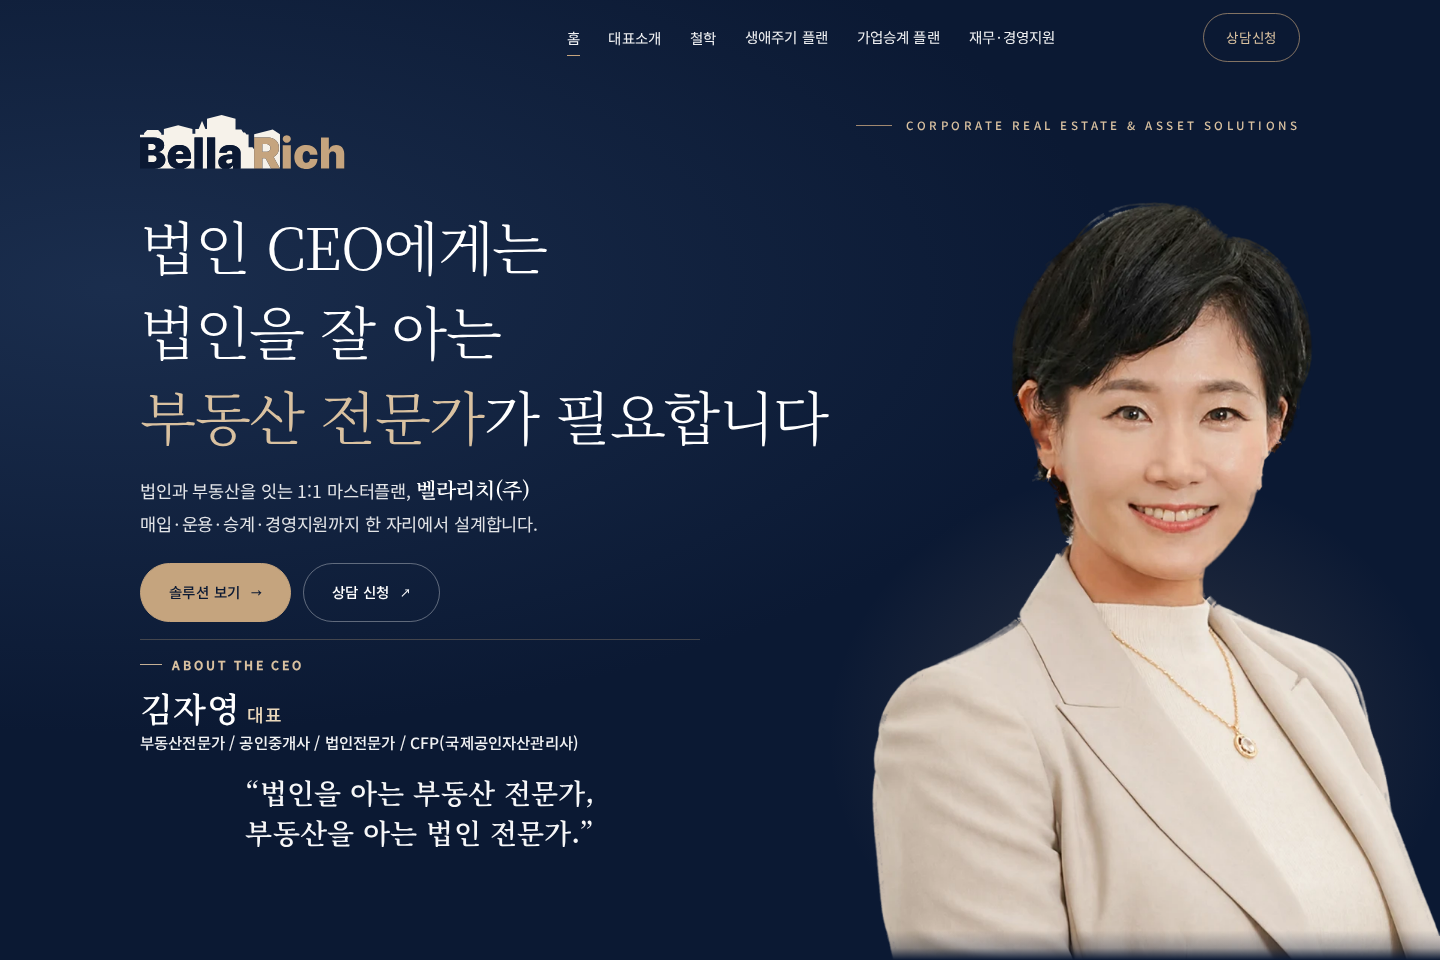 홈 대표소개 철학 생애주기 플랜 가업승계 플랜 재무·경영지원 상담신청
CORPORATE REAL ESTATE & ASSET SOLUTIONS
Bella Rich
법인 CEO에게는
법인을 잘 아는
부동산 전문가가 필요합니다
법인과 부동산을 잇는 1:1 마스터플랜, 벨라리치(주)
매입·운용·승계·경영지원까지 한 자리에서 설계합니다.
솔루션 보기 → 상담 신청 ↗
ABOUT THE CEO
김자영 대표
부동산전문가 / 공인중개사 / 법인전문가 / CFP(국제공인자산관리사)
“법인을 아는 부동산 전문가,
부동산을 아는 법인 전문가.”